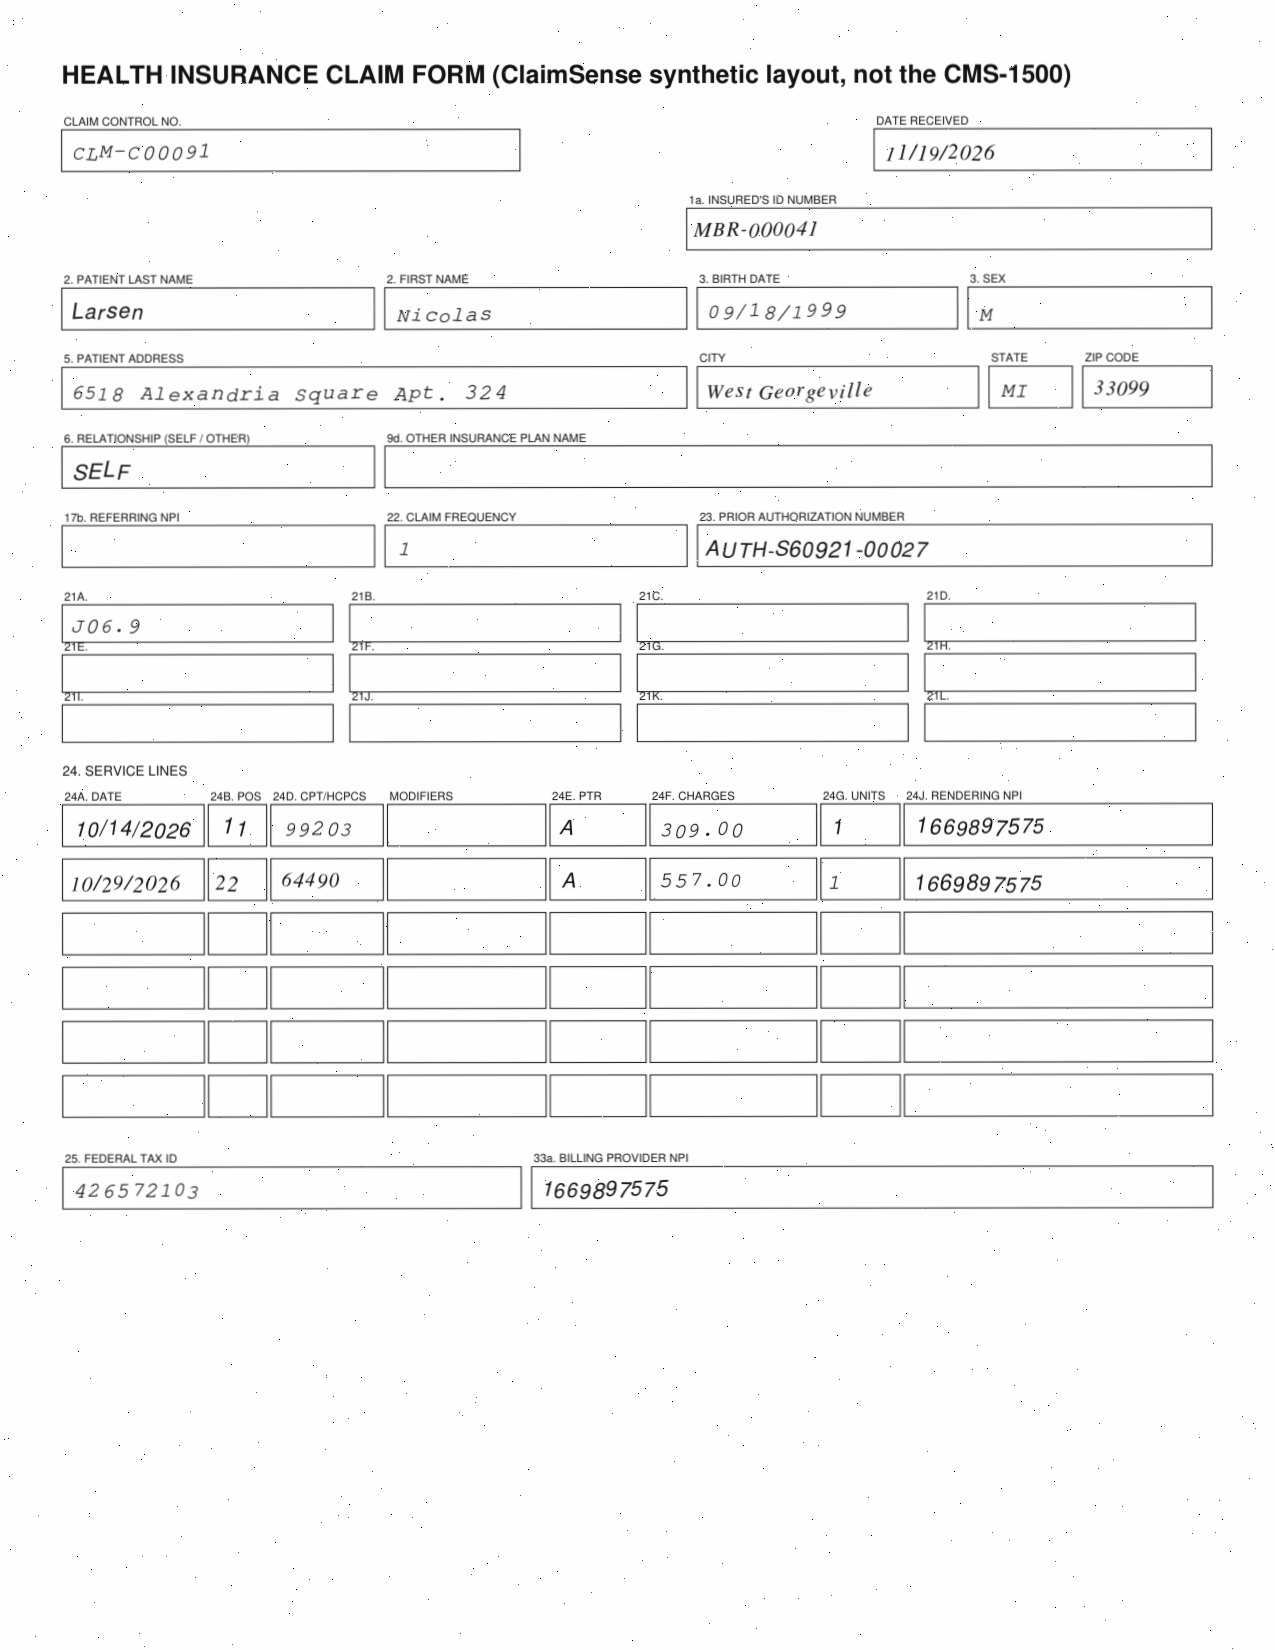 HEALTH INSURANCE CLAIM FORM (ClaimSense synthetic layout, not the CMS-1500)
CLAIM CONTROL NO. DATE RECEIVED
CLM-C00091 11/19/2026
1a. INSURED'S ID NUMBER
MBR-000041
2. PATIENT LAST NAME 2. FIRST NAME 3. BIRTH DATE 3. SEX
Larsen Nicolas 09/18/1999 M
5. PATIENT ADDRESS CITY STATE ZIP CODE
6518 Alexandria Square Apt. 324 West Georgeville MI 33099
6. RELATIONSHIP (SELF / OTHER) 9d. OTHER INSURANCE PLAN NAME
SELF
17b. REFERRING NPI 22. CLAIM FREQUENCY 23. PRIOR AUTHORIZATION NUMBER
1 AUTH-S60921-00027
21A. 21B. 21C. 21D.
J06.9
21E. 21F. 21G. 21H.
21I. 21J. 21K. 21L.
24. SERVICE LINES
24A. DATE 24B. POS 24D. CPT/HCPCS MODIFIERS 24E. PTR 24F. CHARGES 24G. UNITS 24J. RENDERING NPI
10/14/2026 11 99203 A 309.00 1 1669897575
10/29/2026 22 64490 A 557.00 1 1669897575
25. FEDERAL TAX ID 33a. BILLING PROVIDER NPI
426572103 1669897575